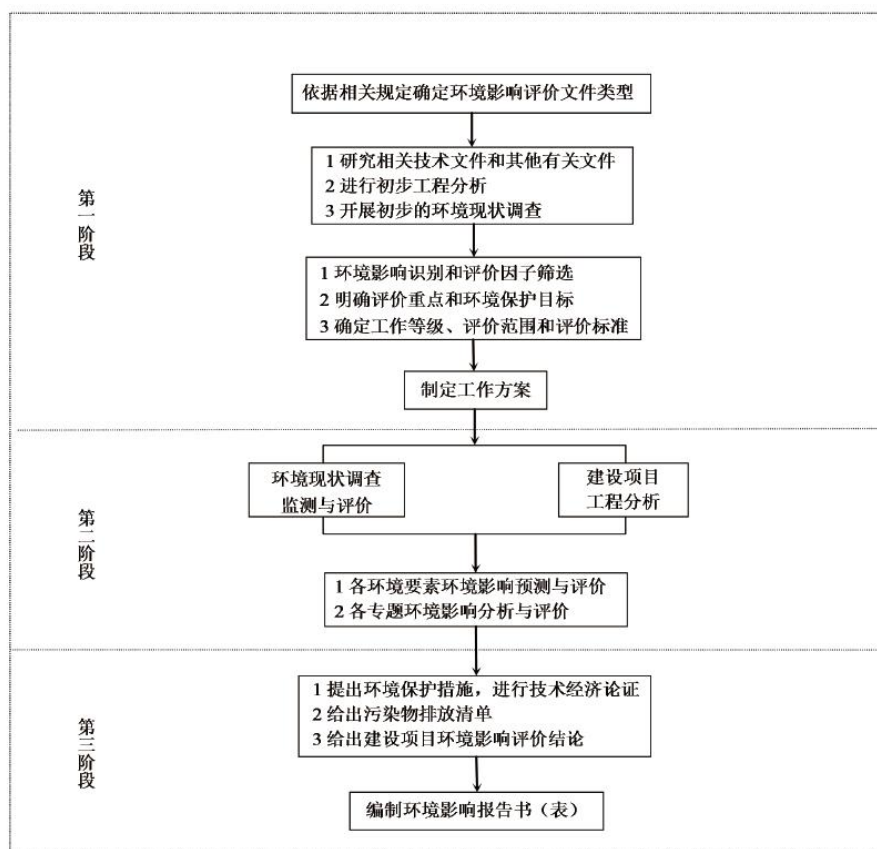 依据相关规定确定环境影响评价文件类型
1 研究相关技术文件和其他有关文件
2 进行初步工程分析
3 开展初步的环境现状调查
第一阶段
1 环境影响识别和评价因子筛选
2 明确评价重点和环境保护目标
3 确定工作等级、评价范围和评价标准
制定工作方案
环境现状调查
监测与评价
建设项目
工程分析
第二阶段
1 各环境要素环境影响预测与评价
2 各专题环境影响分析与评价
第三阶段
1 提出环境保护措施，进行技术经济论证
2 给出污染物排放清单
3 给出建设项目环境影响评价结论
编制环境影响报告书（表）